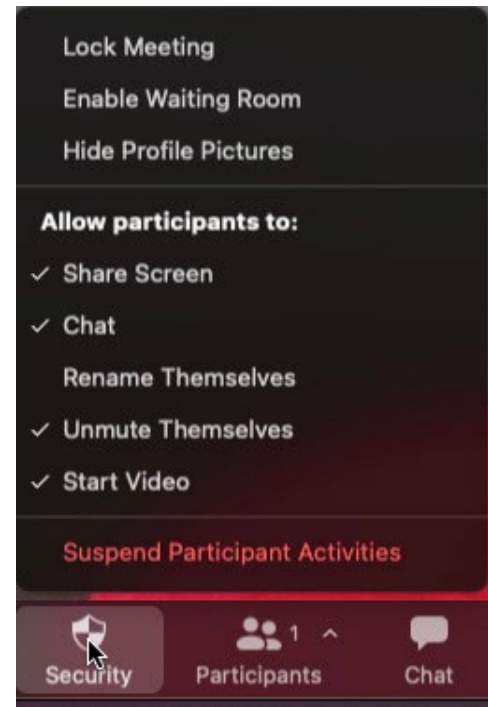 Lock Meeting
Enable Waiting Room
Hide Profile Pictures
Allow participants to:
Share Screen
Chat
Rename Themselves
Unmute Themselves
Start Video
Suspend Participant Activities
1
Security
Participants
Chat